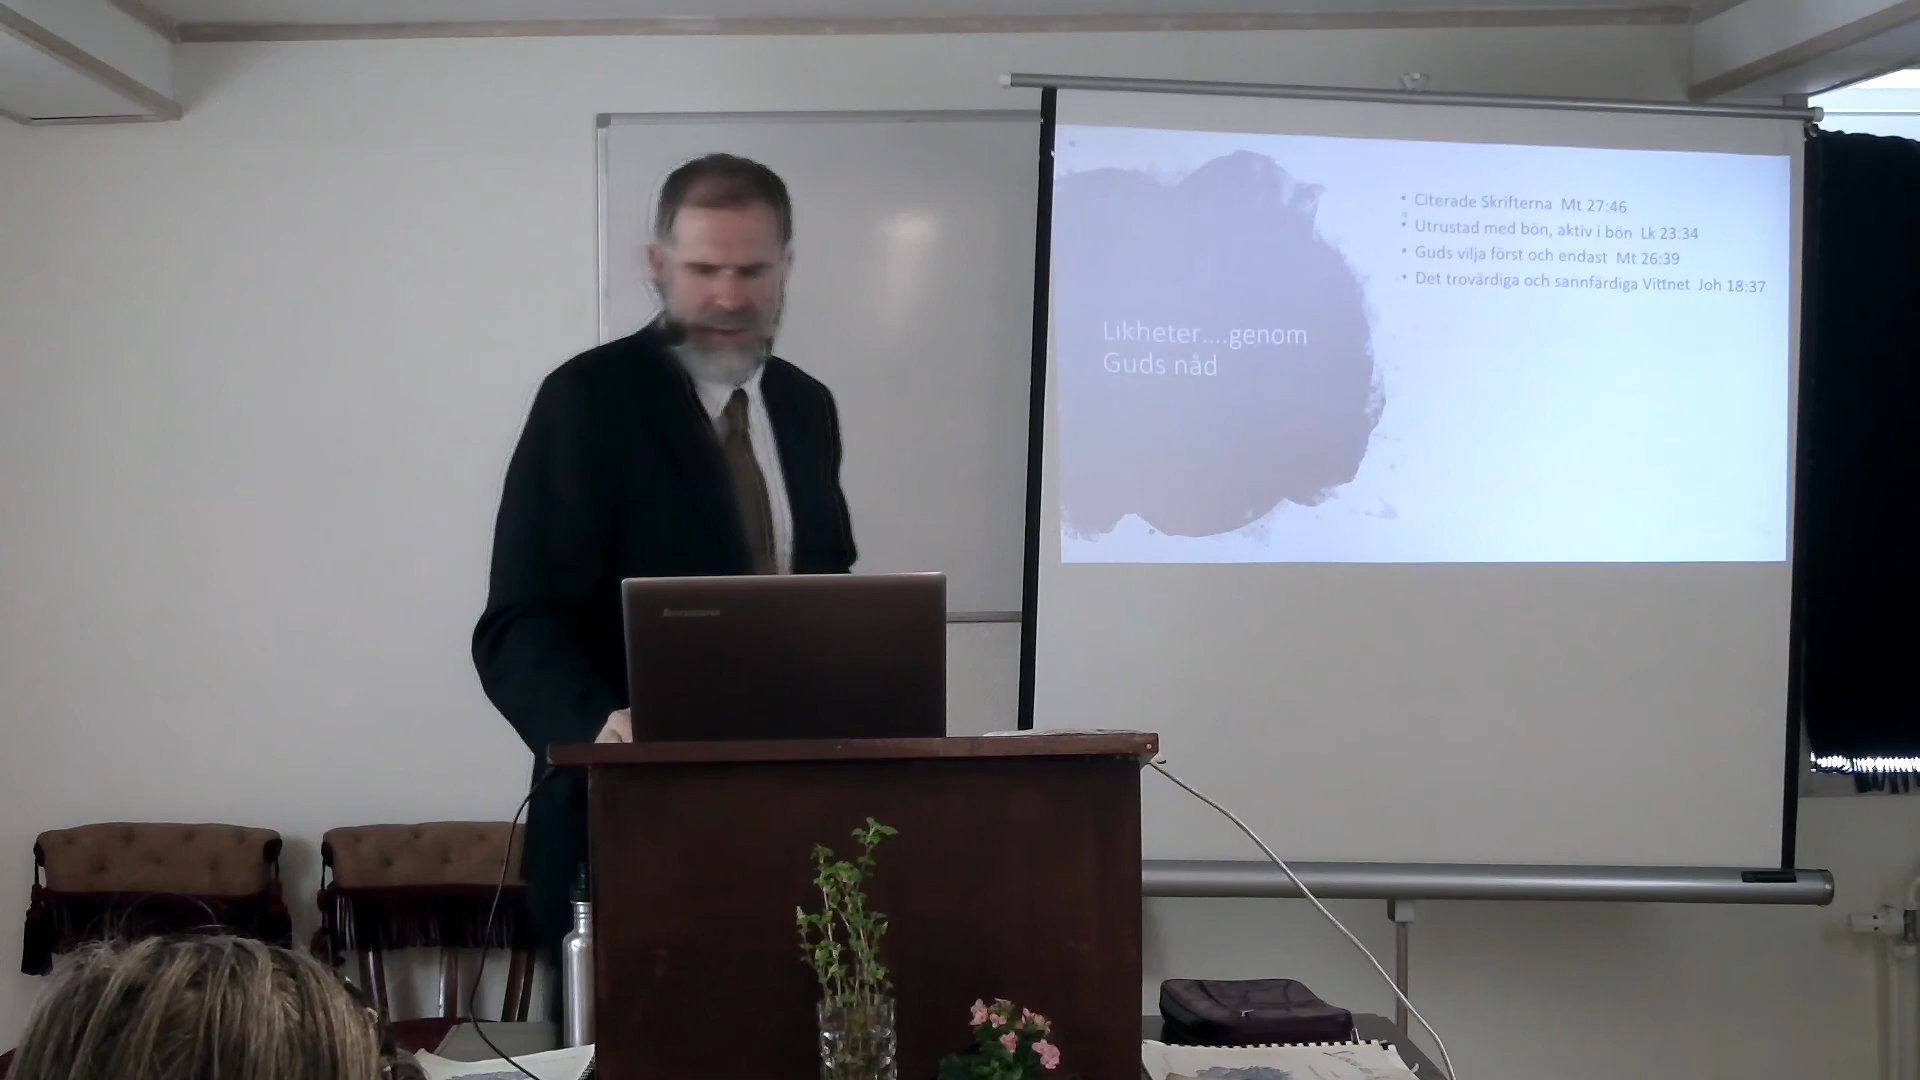 Likheter....genom
Guds nåd
• Citerade Skrifterna Mt 27:46
• Utrustad med bön, aktiv i bön Lk 23:34
• Guds vilja först och endast Mt 26:39
• Det trovärdiga och sannfärdiga Vittnet Joh 18:37
lenovo